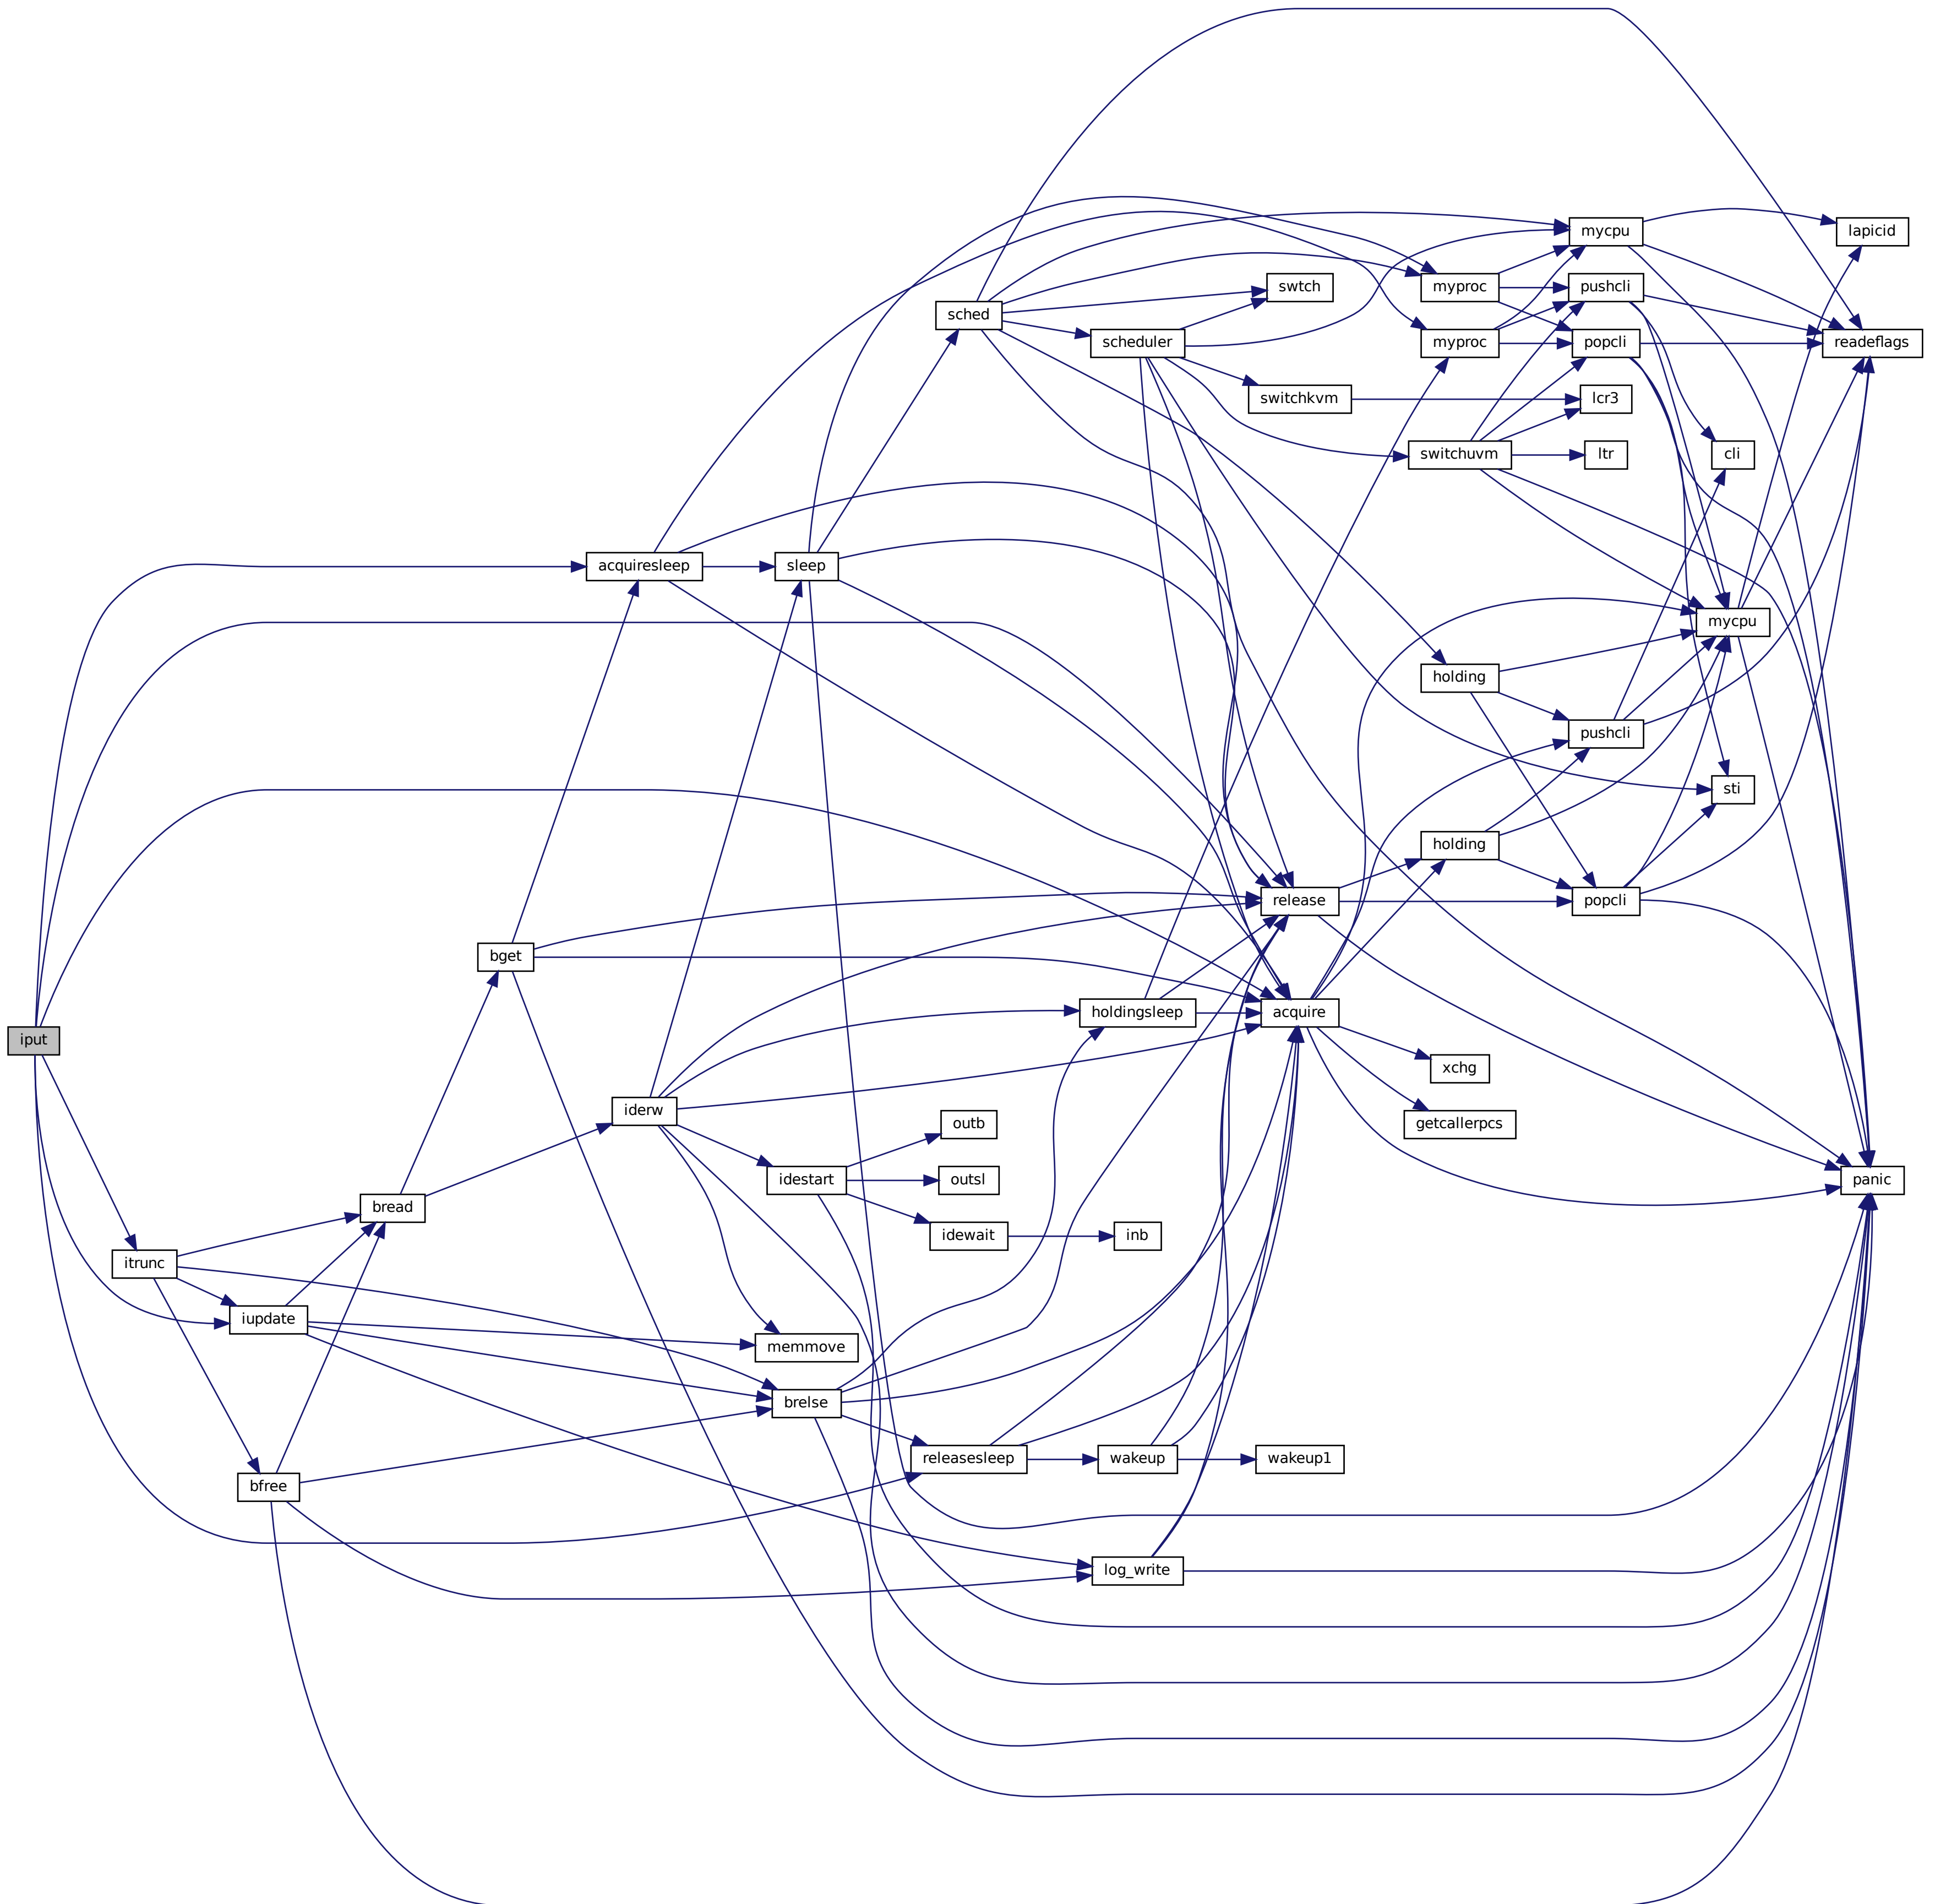 iput
itrunc
iupdate
bfree
bread
bget
acquiresleep
iderw
sleep
idestart
memmove
brelse
sched
outb
outsl
idewait
releasesleep
scheduler
holdingsleep
inb
wakeup
log_write
swtch
switchkvm
release
acquire
wakeup1
myproc
myproc
switchuvm
holding
holding
xchg
getcallerpcs
mycpu
pushcli
popcli
lcr3
ltr
pushcli
popcli
cli
mycpu
sti
lapicid
readeflags
panic